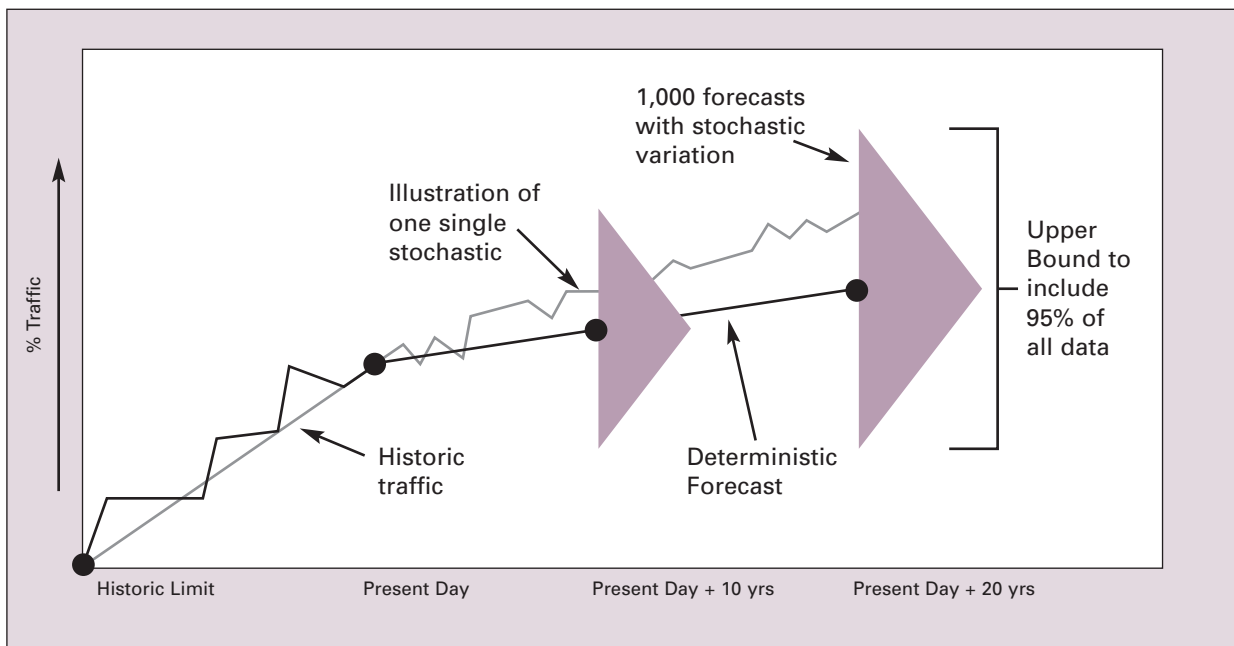 1,000 forecasts
with stochastic
variation
Illustration of
one single
stochastic
Upper
Bound to
include
95% of
all data
% Traffic
Historic
traffic
Deterministic
Forecast
Historic Limit
Present Day
Present Day + 10 yrs
Present Day + 20 yrs